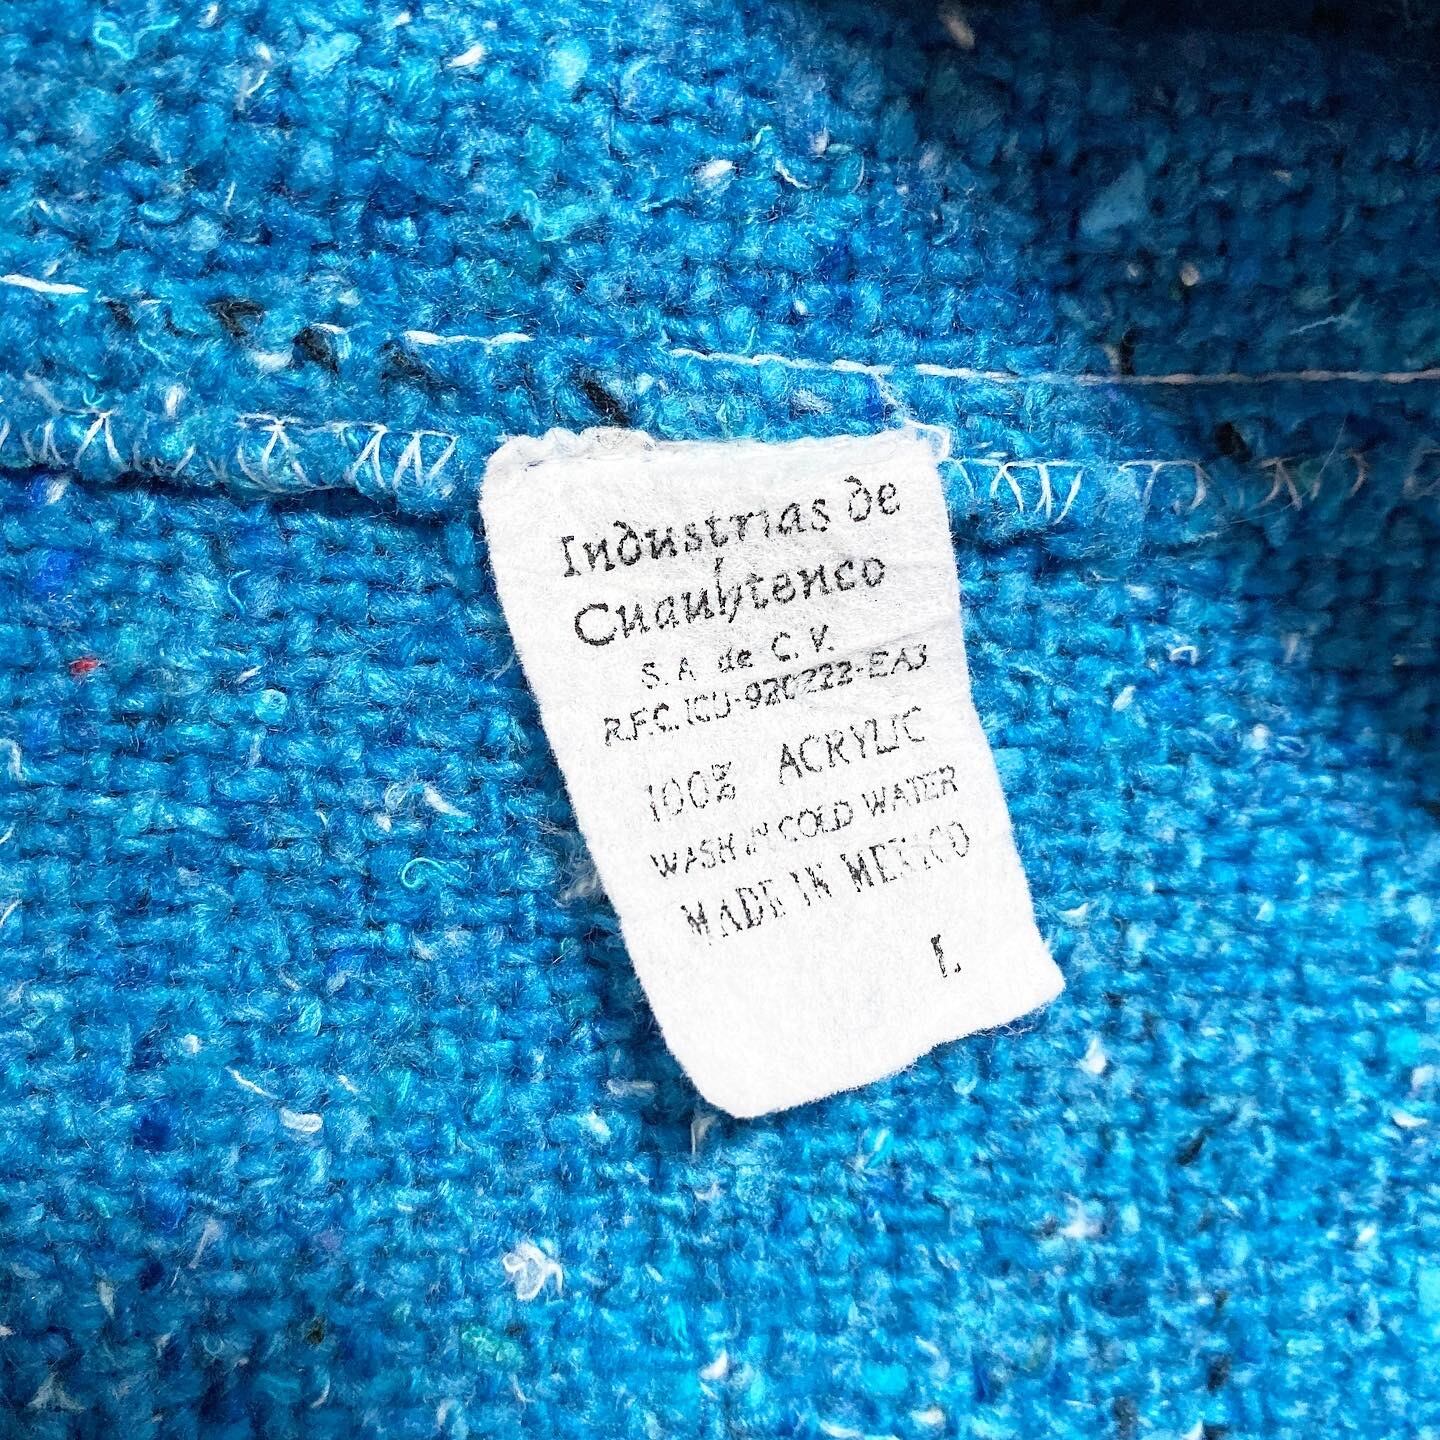 Industrias de
Cuauhtenco
S. A. de C. V.
R.F.C. ICU-920222-EA3
100% ACRYLIC
WASH IN COLD WATER
MADE IN MEXICO
L